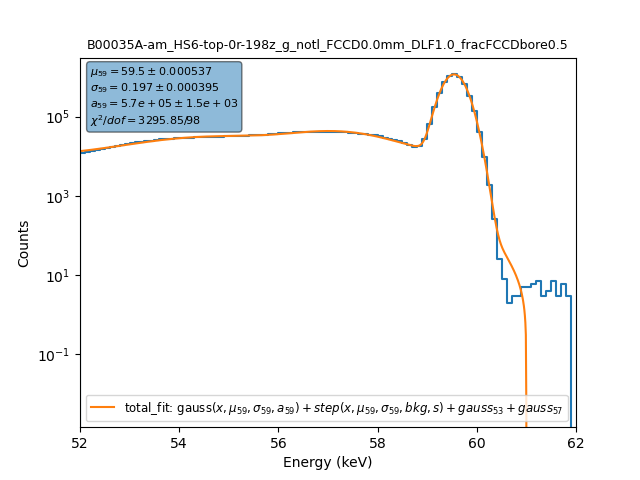 B00035A-am_HS6-top-0r-198z_g_notl_FCCD0.0mm_DLF1.0_fracFCCDbore0.5
μ₅₉ = 59.5 ± 0.000537
σ₅₉ = 0.197 ± 0.000395
a₅₉ = 5.7e + 05 ± 1.5e + 03
χ²/dof = 3295.85/98
10⁵
10³
10¹
10⁻¹
Counts
total_fit: gauss(x, μ₅₉, σ₅₉, a₅₉) + step(x, μ₅₉, σ₅₉, bkg, s) + gauss₅₃ + gauss₅₇
52 54 56 58 60 62
Energy (keV)